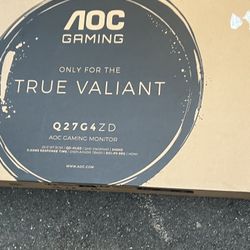 AOC
GAMING
ONLY FOR THE
TRUE VALIANT
Q27G4ZD
AOC GAMING MONITOR
WWW.AOC.COM